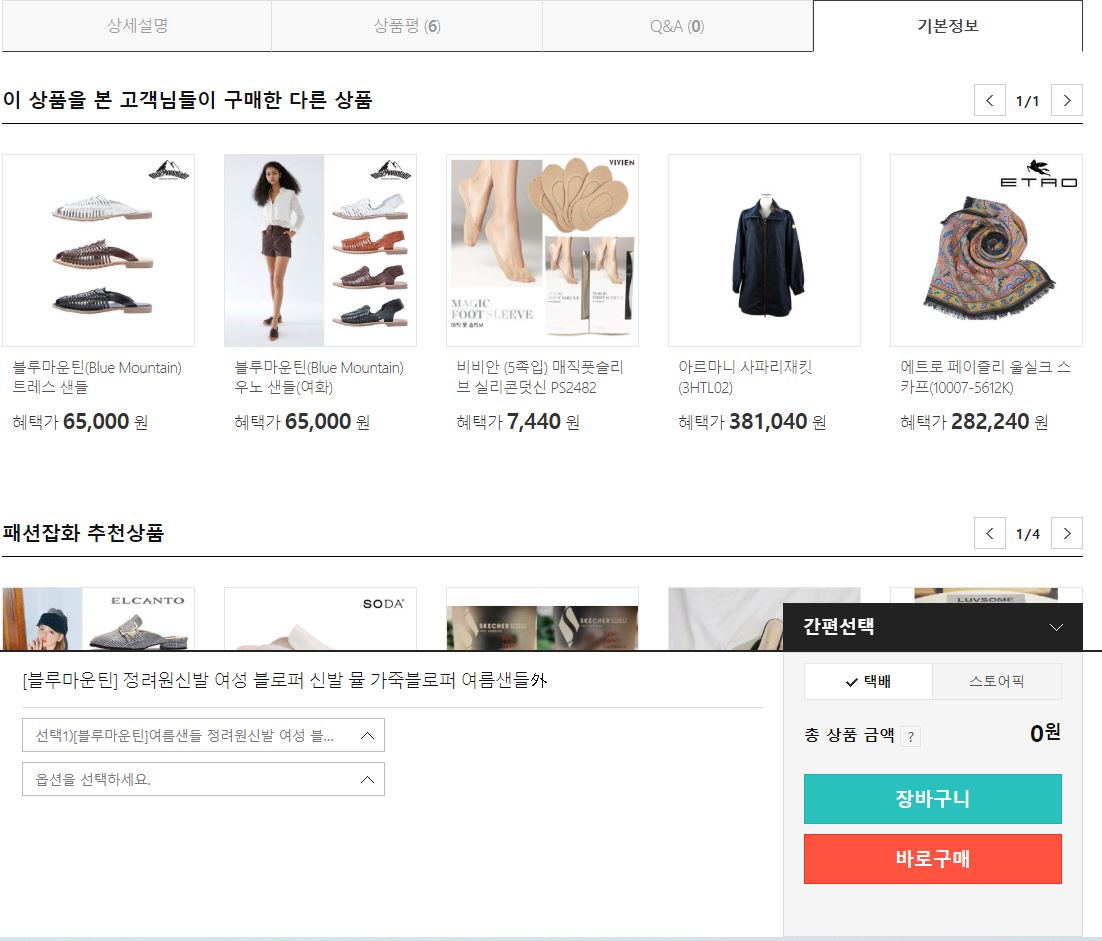 상세설명
상품평 (6)
Q&A (0)
기본정보
이 상품을 본 고객님들이 구매한 다른 상품
1/1
VIVIEN
ETRO
MAGIC
FOOT SLEEVE
매직 풋 슬리브
블루마운틴(Blue Mountain)
트레스 샌들
혜택가 65,000 원
블루마운틴(Blue Mountain)
우노 샌들(여화)
혜택가 65,000 원
비비안 (5족입) 매직풋슬리
브 실리콘덧신 PS2482
혜택가 7,440 원
아르마니 사파리재킷
(3HTL02)
혜택가 381,040 원
에트로 페이즐리 울실크 스
카프(10007-5612K)
혜택가 282,240 원
패션잡화 추천상품
1/4
ELCANTO
SODA
SKECHER
SKECHER
LUVSOME
간편선택
[블루마운틴] 정려원신발 여성 블로퍼 신발 뮬 가죽블로퍼 여름샌들外
선택1)[블루마운틴]여름샌들 정려원신발 여성 블...
옵션을 선택하세요.
택배
스토어픽
총 상품 금액 ?
0원
장바구니
바로구매